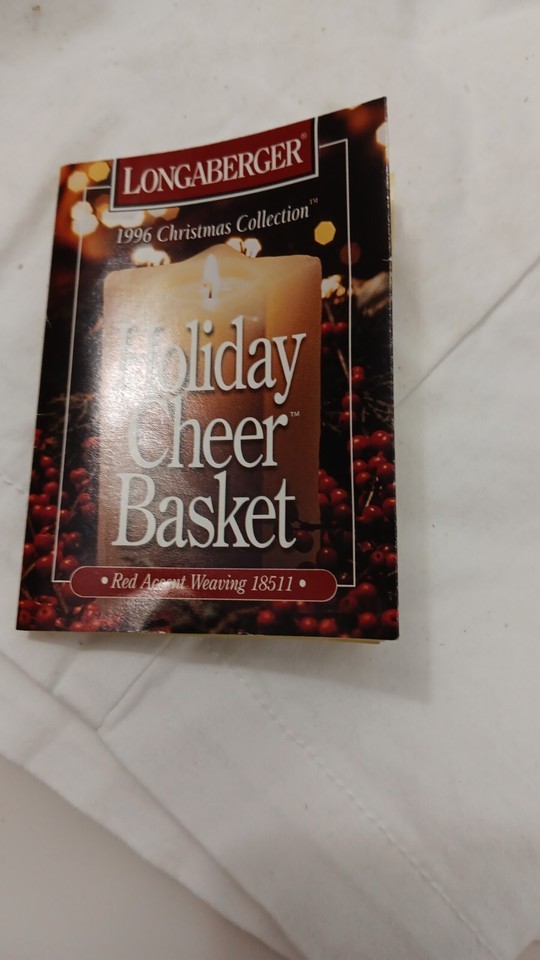 LONGABERGER®
1996 Christmas Collection™
Holiday
Cheer™
Basket
• Red Accent Weaving 18511 •